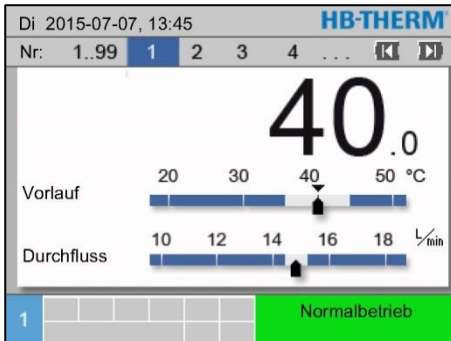 Di 2015-07-07, 13:45 HB-THERM
Nr: 1..99 1 2 3 4 ...
40.0
20 30 40 50 °C
Vorlauf
10 12 14 16 18 L/min
Durchfluss
1 Normalbetrieb